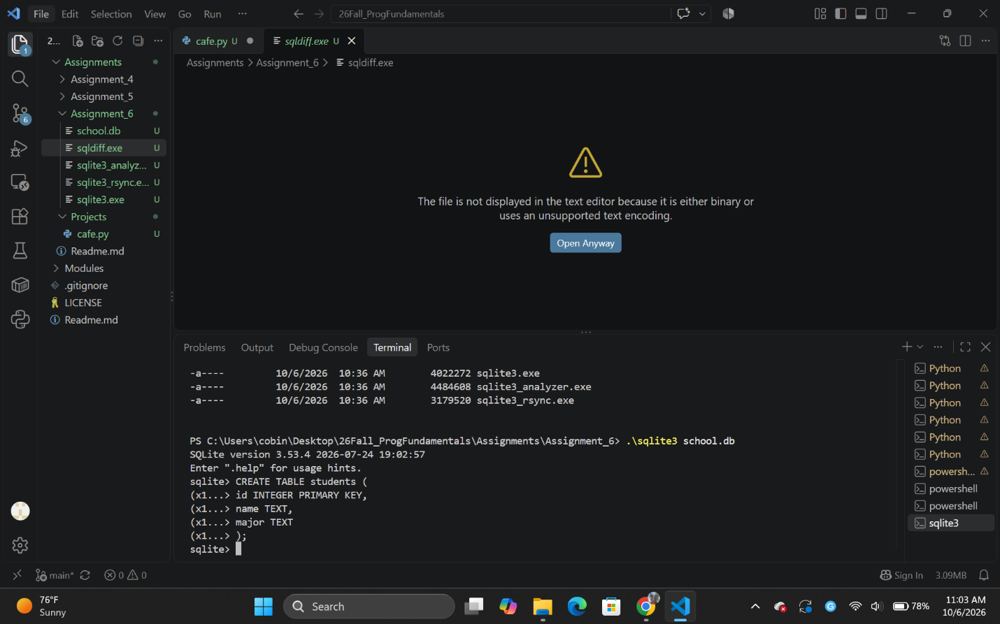 File Edit Selection View Go Run ··· 26Fall_ProgFundamentals
2... cafe.py U sqldiff.exe U
Assignments > Assignment_6 > sqldiff.exe
1
6
Assignments
Assignment_4
Assignment_5
Assignment_6
school.db U
sqldiff.exe U
sqlite3_analyz... U
sqlite3_rsync.e... U
sqlite3.exe U
Projects
cafe.py U
Readme.md
Modules
.gitignore
LICENSE
Readme.md
The file is not displayed in the text editor because it is either binary or
uses an unsupported text encoding.
Open Anyway
Problems Output Debug Console Terminal Ports
-a---- 10/6/2026 10:36 AM 4022272 sqlite3.exe
-a---- 10/6/2026 10:36 AM 4484608 sqlite3_analyzer.exe
-a---- 10/6/2026 10:36 AM 3179520 sqlite3_rsync.exe
PS C:\Users\cobin\Desktop\26Fall_ProgFundamentals\Assignments\Assignment_6> .\sqlite3 school.db
SQLite version 3.53.4 2026-07-24 19:02:57
Enter ".help" for usage hints.
sqlite> CREATE TABLE students (
(x1...> id INTEGER PRIMARY KEY,
(x1...> name TEXT,
(x1...> major TEXT
(x1...> );
sqlite>
Python
Python
Python
Python
Python
Python
powersh...
powershell
powershell
sqlite3
main* 0 0 Sign In 3.09MB
76°F
Sunny
Search
78%
11:03 AM
10/6/2026